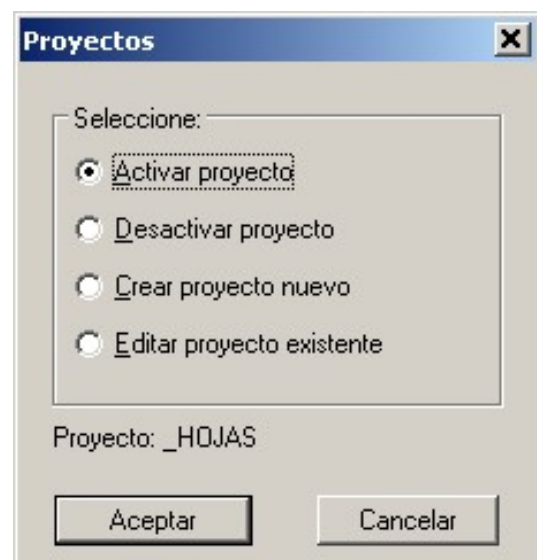 Proyectos
Seleccione:
Activar proyecto
Desactivar proyecto
Crear proyecto nuevo
Editar proyecto existente
Proyecto: _HOJAS
Aceptar Cancelar